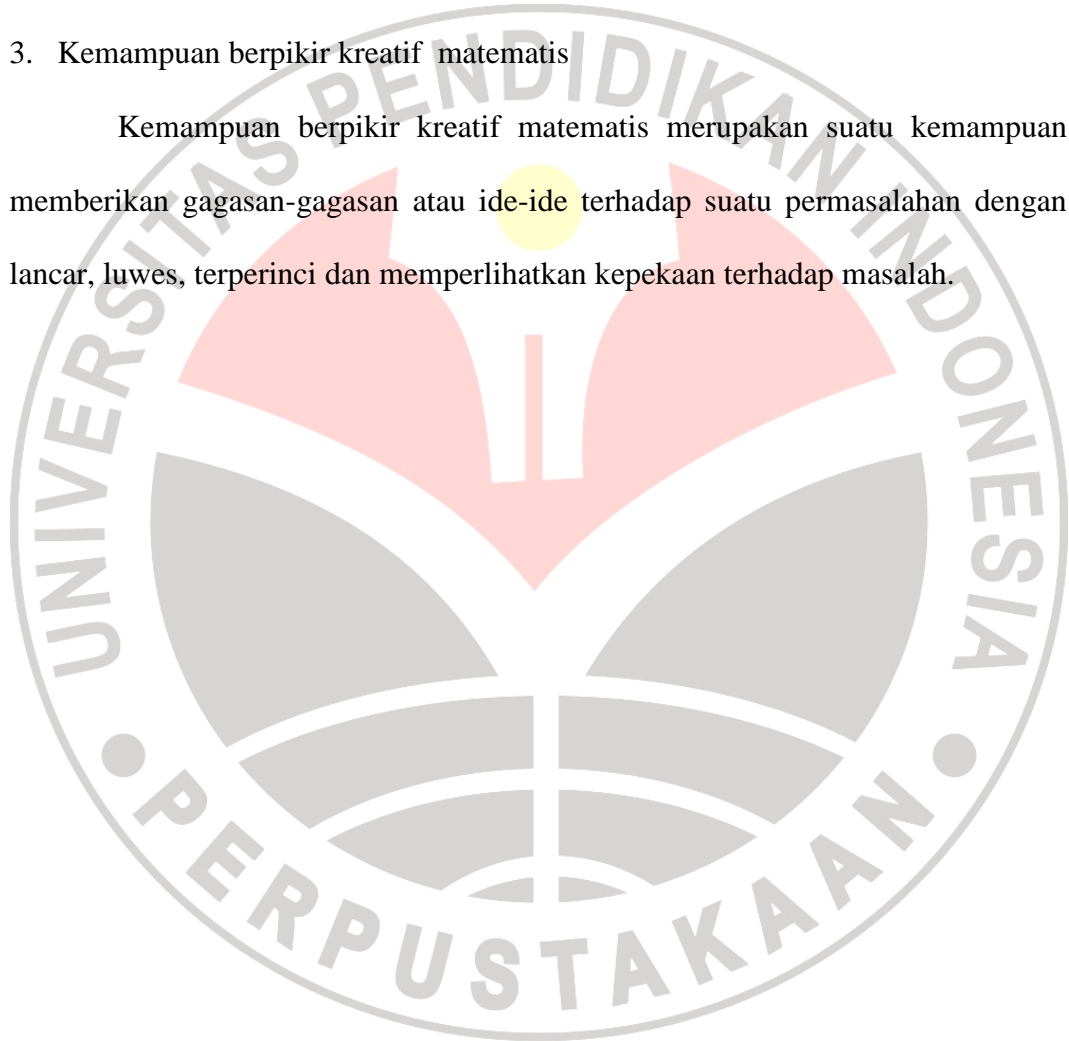 3. Kemampuan berpikir kreatif matematis
Kemampuan berpikir kreatif matematis merupakan suatu kemampuan
memberikan gagasan-gagasan atau ide-ide terhadap suatu permasalahan dengan
lancar, luwes, terperinci dan memperlihatkan kepekaan terhadap masalah.
UNIVERSITAS PENDIDIKAN INDONESIA
PERPUSTAKAAN